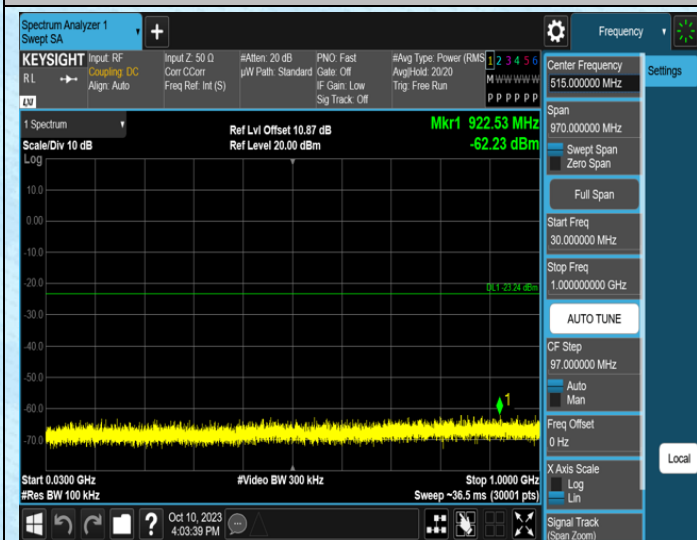 Spectrum Analyzer 1
Swept SA
Frequency
KEYSIGHT
RL
LXI
Input: RF
Coupling: DC
Align: Auto
Input Z: 50 Ω
Corr CCorr
Freq Ref: Int (S)
#Atten: 20 dB
µW Path: Standard
PNO: Fast
Gate: Off
IF Gain: Low
Sig Track: Off
#Avg Type: Power (RMS
Avg|Hold: 20/20
Trig: Free Run
1 2 3 4 5 6
M W W W W W
P P P P P P
Center Frequency
515.000000 MHz
Settings
Span
970.000000 MHz
Swept Span
Zero Span
Full Span
Start Freq
30.000000 MHz
Stop Freq
1.000000000 GHz
AUTO TUNE
CF Step
97.000000 MHz
Auto
Man
Freq Offset
0 Hz
X Axis Scale
Log
Lin
Signal Track
(Span Zoom)
Local
1 Spectrum
Scale/Div 10 dB
Ref Lvl Offset 10.87 dB
Ref Level 20.00 dBm
Mkr1 922.53 MHz
-62.23 dBm
Log
10.0
0.00
-10.0
-20.0
DL1 -23.24 dBm
-30.0
-40.0
-50.0
-60.0
1
-70.0
Start 0.0300 GHz
#Video BW 300 kHz
Stop 1.0000 GHz
#Res BW 100 kHz
Sweep ~36.5 ms (30001 pts)
Oct 10, 2023
4:03:39 PM